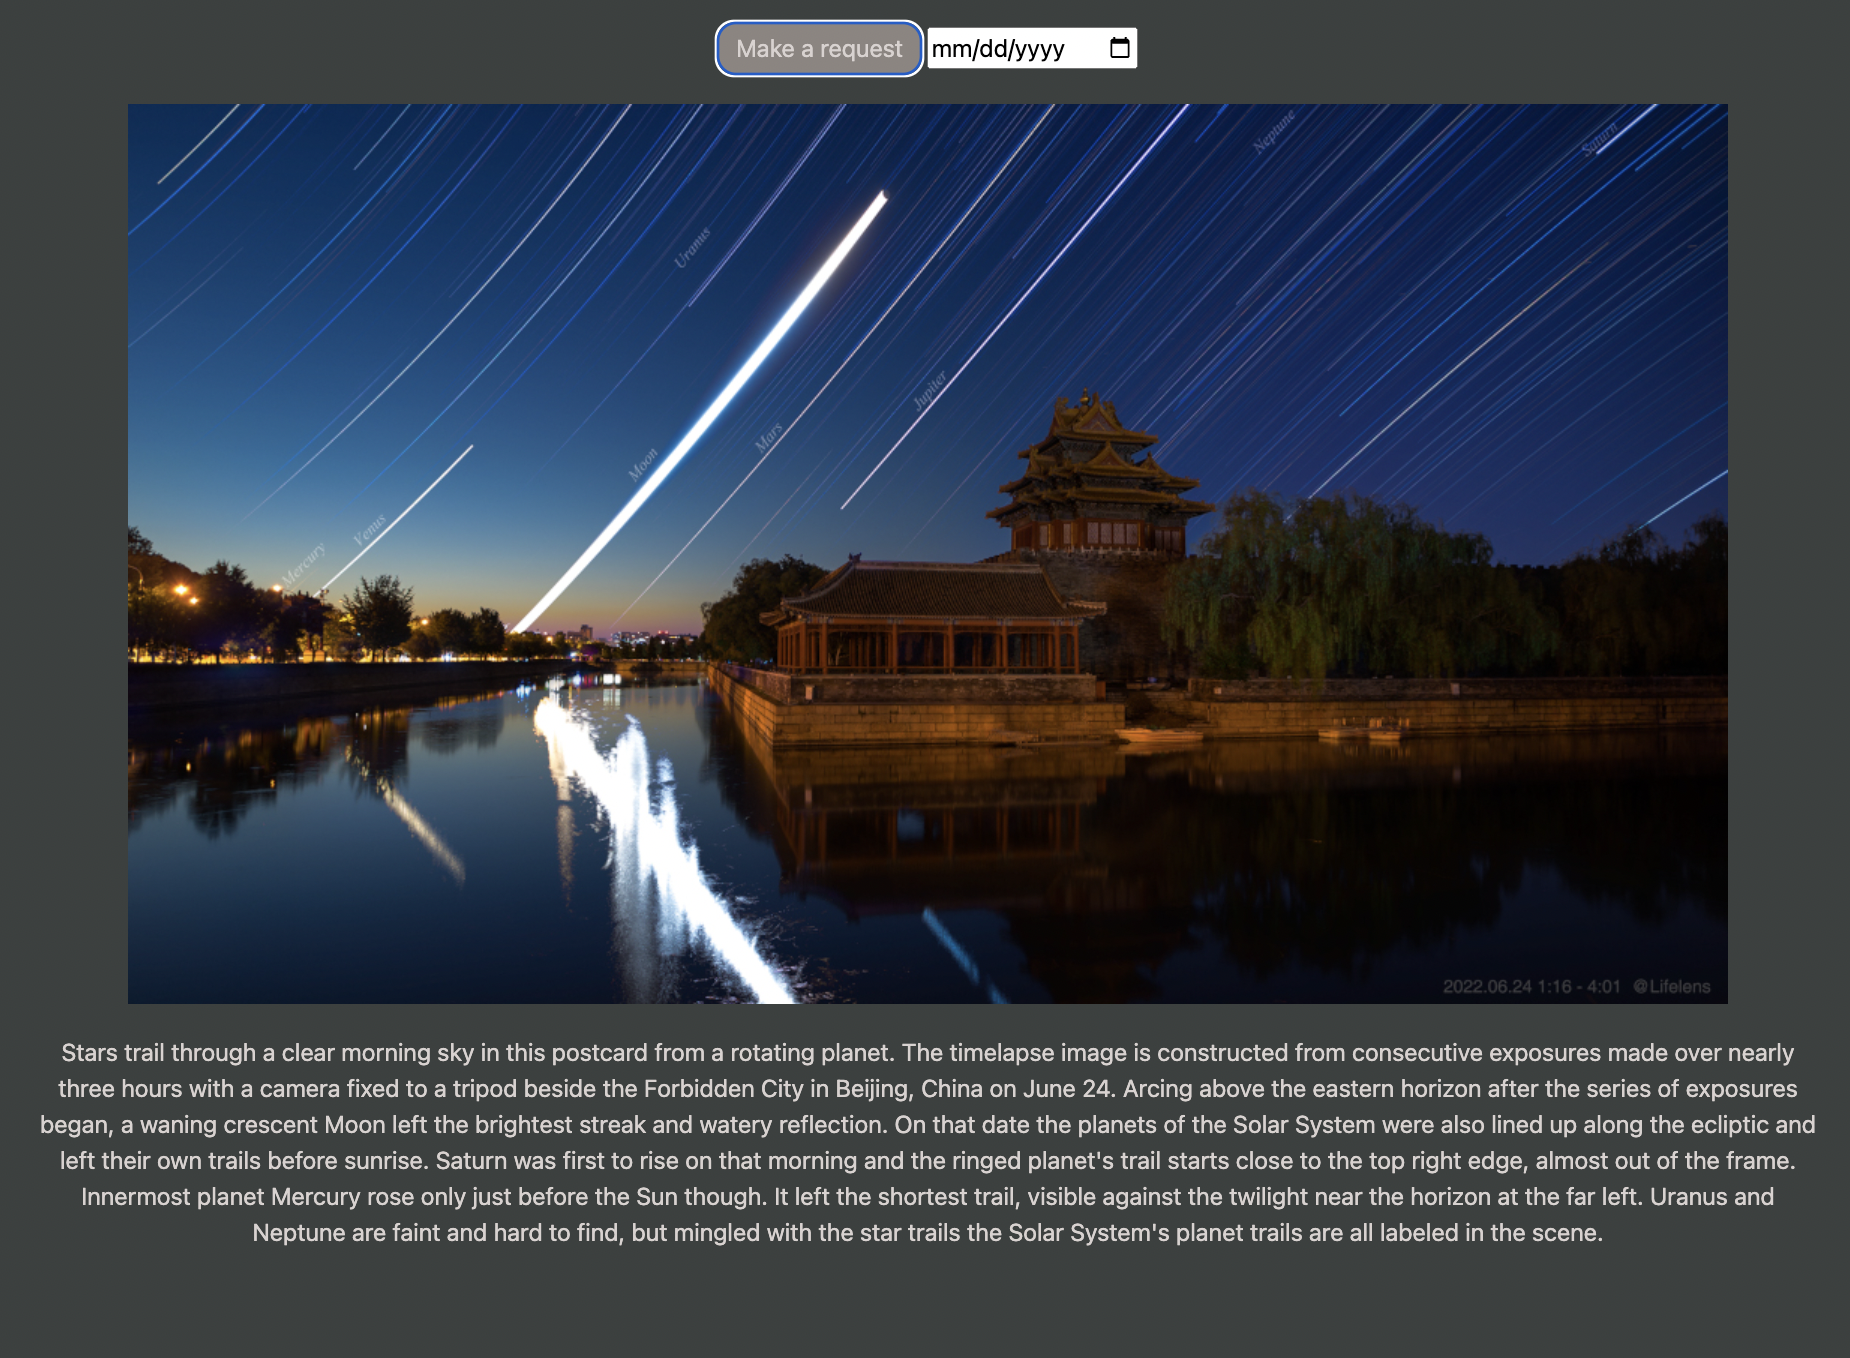 Make a request mm/dd/yyyy
Neptune
Saturn
Uranus
Jupiter
Mars
Moon
Venus
Mercury
2022.06.24 1:16 - 4:01 @Lifelens
Stars trail through a clear morning sky in this postcard from a rotating planet. The timelapse image is constructed from consecutive exposures made over nearly
three hours with a camera fixed to a tripod beside the Forbidden City in Beijing, China on June 24. Arcing above the eastern horizon after the series of exposures
began, a waning crescent Moon left the brightest streak and watery reflection. On that date the planets of the Solar System were also lined up along the ecliptic and
left their own trails before sunrise. Saturn was first to rise on that morning and the ringed planet's trail starts close to the top right edge, almost out of the frame.
Innermost planet Mercury rose only just before the Sun though. It left the shortest trail, visible against the twilight near the horizon at the far left. Uranus and
Neptune are faint and hard to find, but mingled with the star trails the Solar System's planet trails are all labeled in the scene.